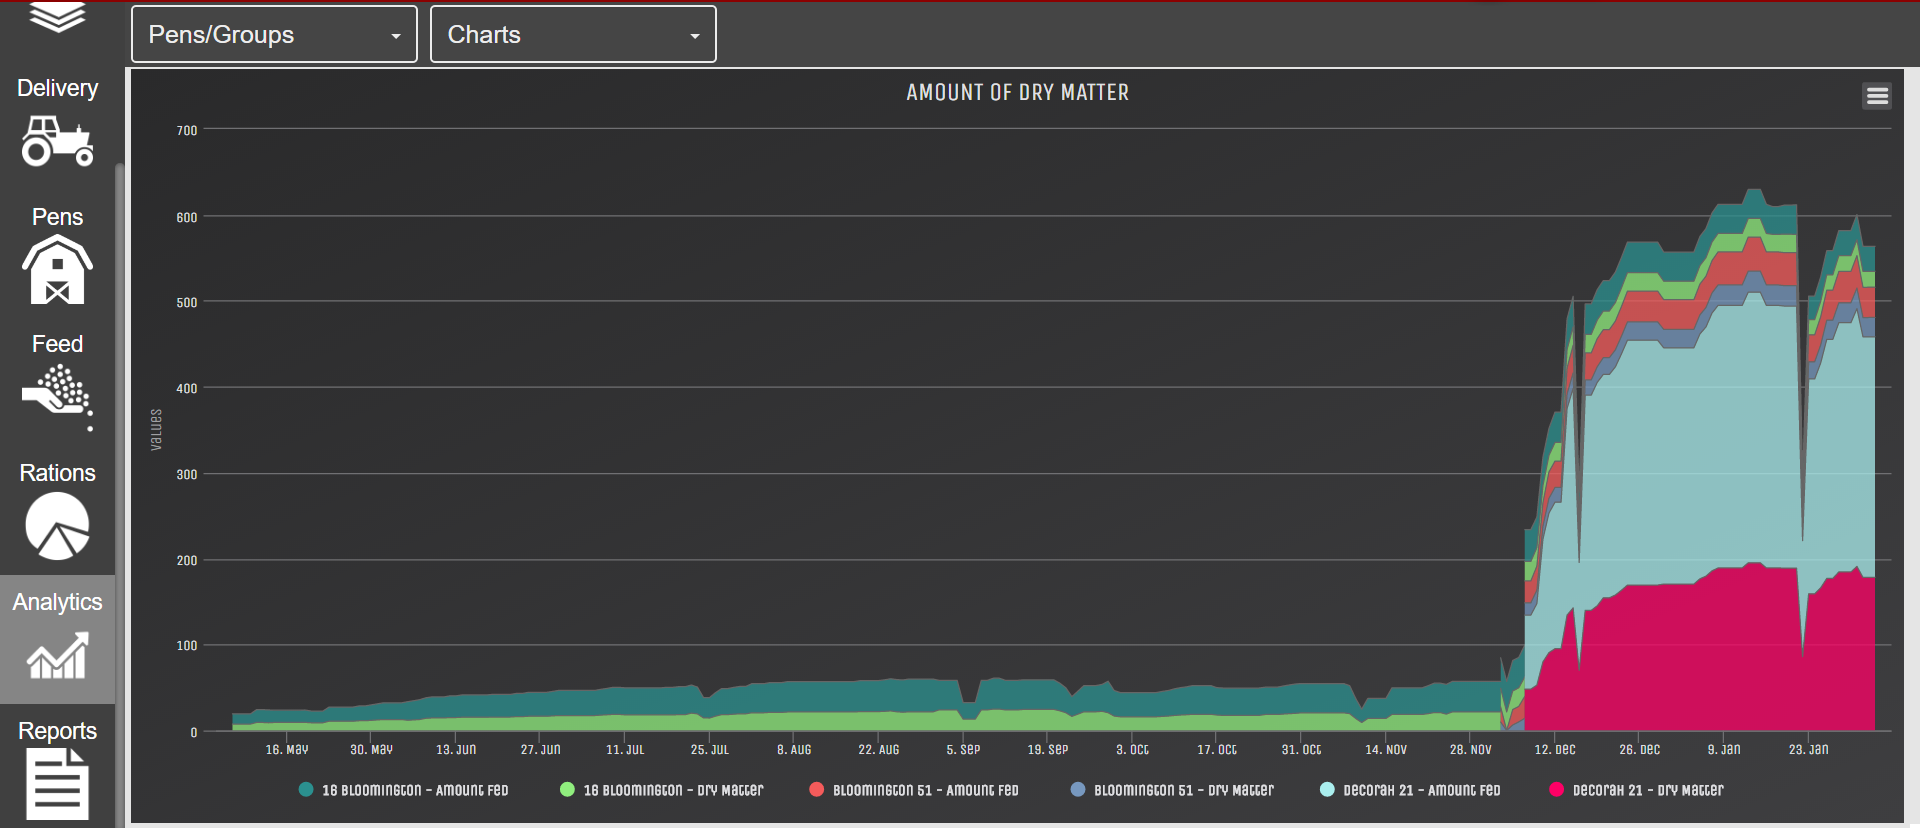 Pens/Groups
Charts
Delivery
Pens
Feed
Rations
Analytics
Reports
AMOUNT OF DRY MATTER
Values
700
600
500
400
300
200
100
0
16. May
30. May
13. Jun
27. Jun
11. Jul
25. Jul
8. Aug
22. Aug
5. Sep
19. Sep
3. Oct
17. Oct
31. Oct
14. Nov
28. Nov
12. Dec
26. Dec
9. Jan
23. Jan
16 Bloomington - Amount Fed
16 Bloomington - Dry Matter
Bloomington 51 - Amount Fed
Bloomington 51 - Dry Matter
Decorah 21 - Amount Fed
Decorah 21 - Dry Matter